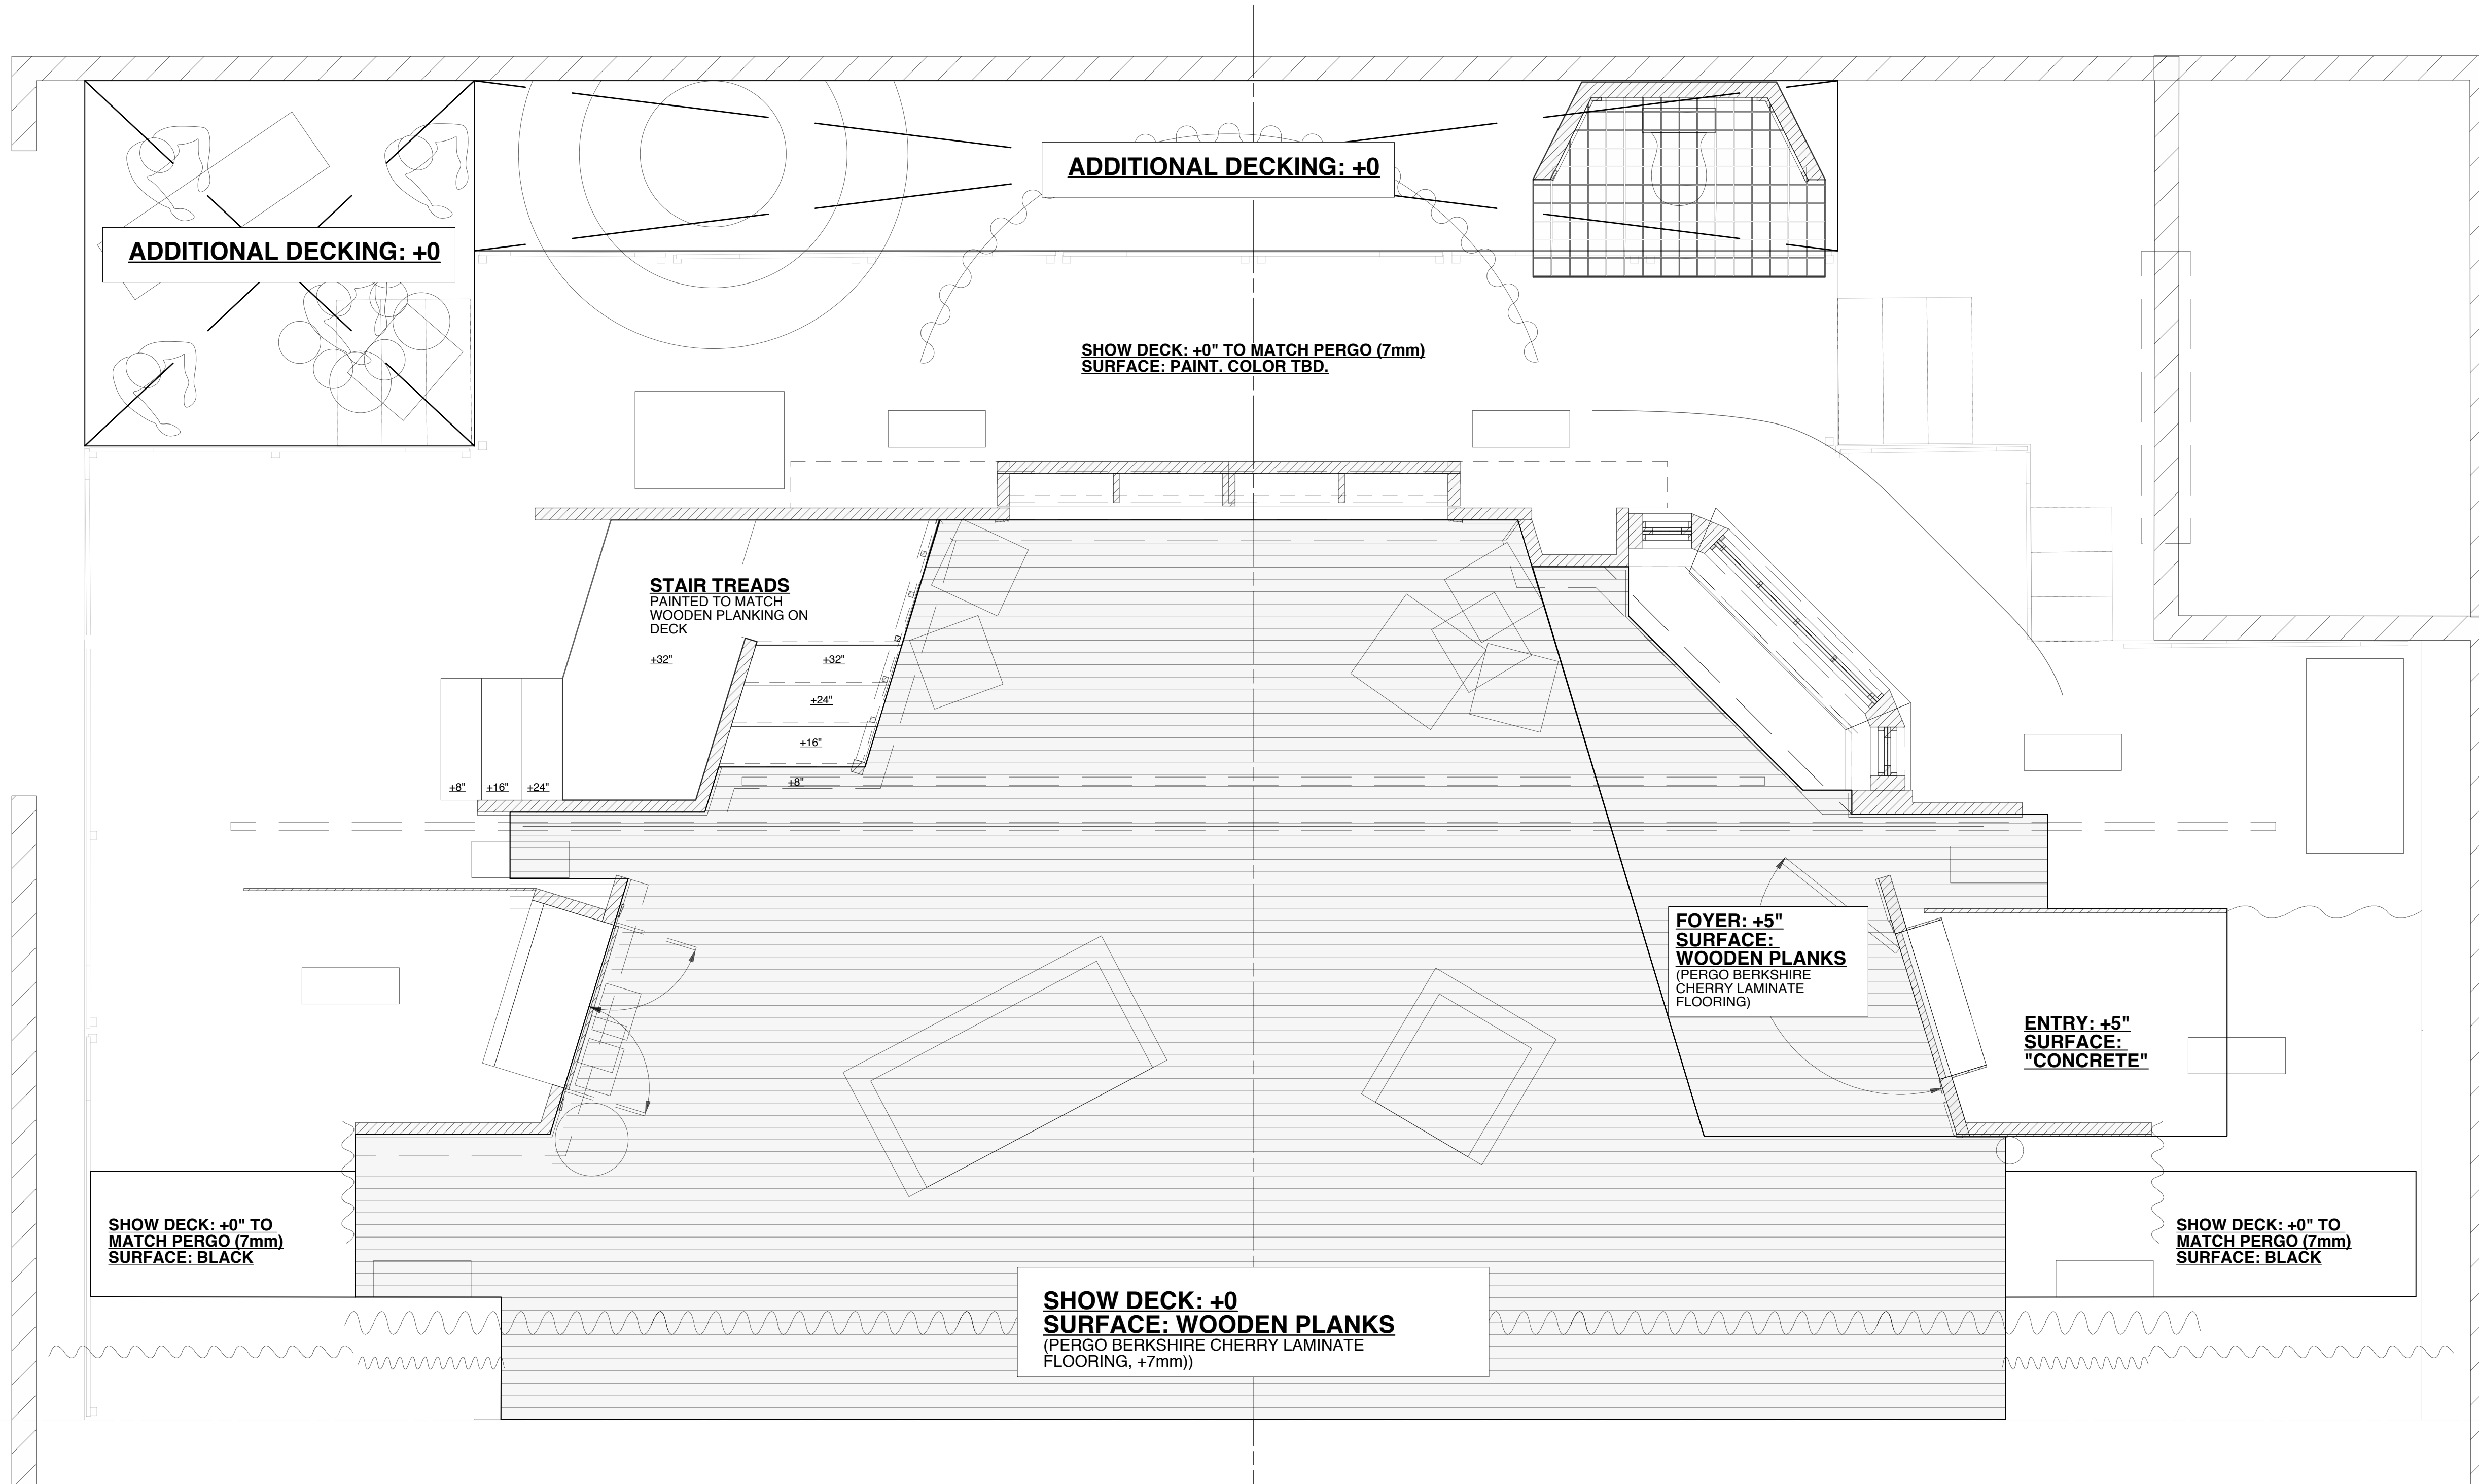 ADDITIONAL DECKING: +0
ADDITIONAL DECKING: +0
SHOW DECK: +0" TO MATCH PERGO (7mm)
SURFACE: PAINT. COLOR TBD.
STAIR TREADS
PAINTED TO MATCH
WOODEN PLANKING ON
DECK
+32"
+32"
+24"
+16"
+8"
+8"
+16"
+24"
FOYER: +5"
SURFACE:
WOODEN PLANKS
(PERGO BERKSHIRE
CHERRY LAMINATE
FLOORING)
ENTRY: +5"
SURFACE:
"CONCRETE"
SHOW DECK: +0" TO
MATCH PERGO (7mm)
SURFACE: BLACK
SHOW DECK: +0" TO
MATCH PERGO (7mm)
SURFACE: BLACK
SHOW DECK: +0
SURFACE: WOODEN PLANKS
(PERGO BERKSHIRE CHERRY LAMINATE
FLOORING, +7mm))